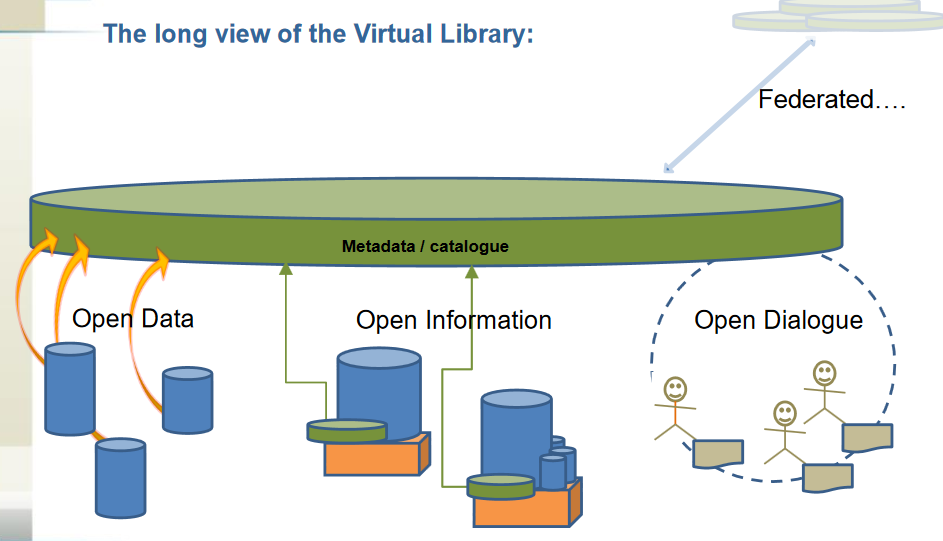 The long view of the Virtual Library:
Federated….
Metadata / catalogue
Open Data
Open Information
Open Dialogue